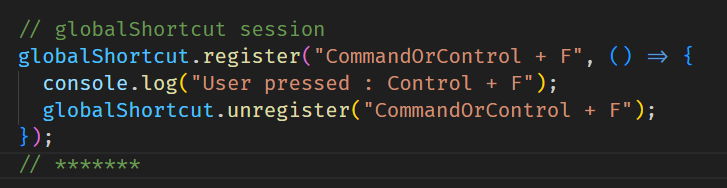 // globalShortcut session
globalShortcut.register("CommandOrControl + F", () => {
  console.log("User pressed : Control + F");
  globalShortcut.unregister("CommandOrControl + F");
});
// *******